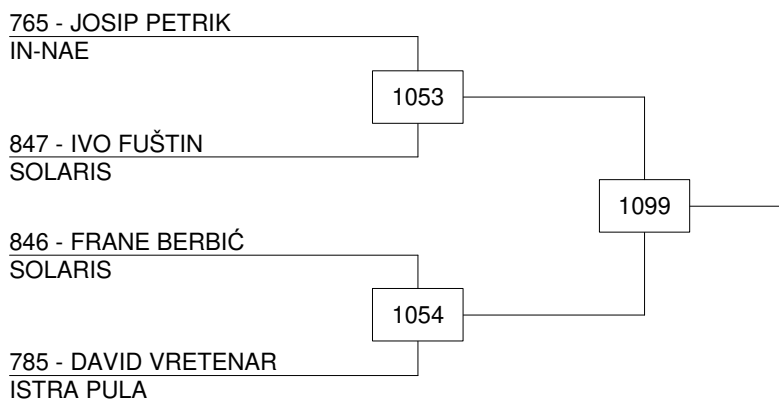 765 - JOSIP PETRIK
IN-NAE
1053
847 - IVO FUŠTIN
SOLARIS
1099
846 - FRANE BERBIĆ
SOLARIS
1054
785 - DAVID VRETENAR
ISTRA PULA